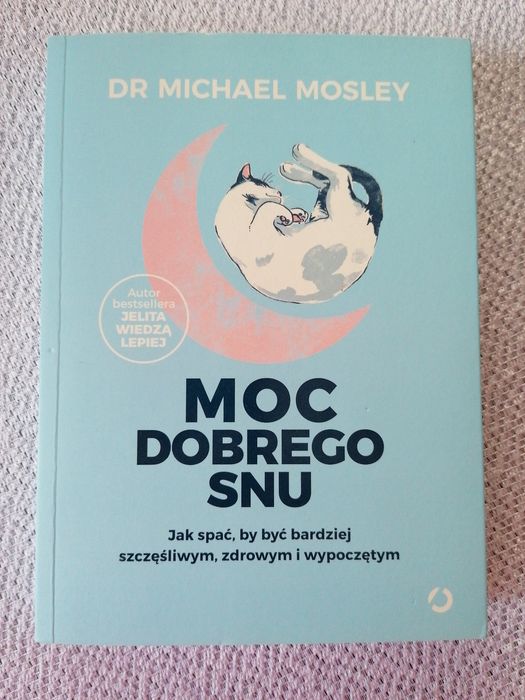 DR MICHAEL MOSLEY
Autor
bestsellera
JELITA
WIEDZĄ
LEPIEJ
MOC
DOBREGO
SNU
Jak spać, by być bardziej
szczęśliwym, zdrowym i wypoczętym